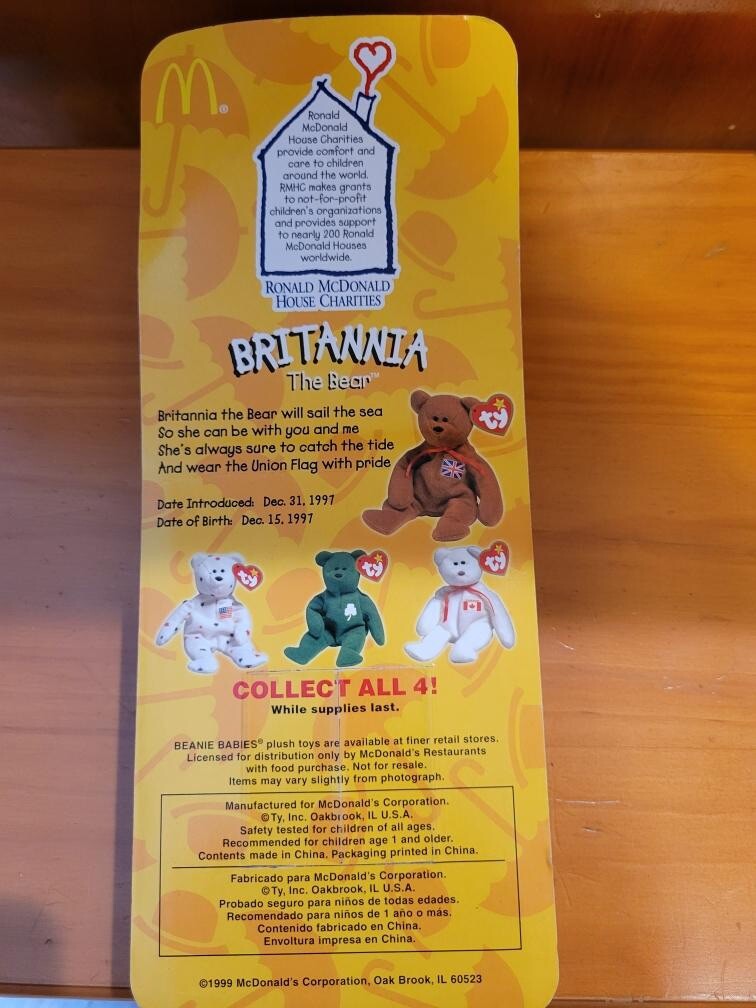 Ronald
McDonald
House Charities
provide comfort and
care to children
around the world.
RMHC makes grants
to not-for-profit
children's organizations
and provides support
to nearly 200 Ronald
McDonald Houses
worldwide.
RONALD MCDONALD
HOUSE CHARITIES
BRITANNIA
The Bear™
Britannia the Bear will sail the sea
So she can be with you and me
She's always sure to catch the tide
And wear the Union Flag with pride
ty
Date Introduced: Dec. 31, 1997
Date of Birth: Dec. 15, 1997
ty
ty
ty
COLLECT ALL 4!
While supplies last.
BEANIE BABIES® plush toys are available at finer retail stores.
Licensed for distribution only by McDonald's Restaurants
with food purchase. Not for resale.
Items may vary slightly from photograph.
Manufactured for McDonald's Corporation.
©Ty, Inc. Oakbrook, IL U.S.A.
Safety tested for children of all ages.
Recommended for children age 1 and older.
Contents made in China. Packaging printed in China.
Fabricado para McDonald's Corporation.
©Ty, Inc. Oakbrook, IL U.S.A.
Probado seguro para niños de todas edades.
Recomendado para niños de 1 año o más.
Contenido fabricado en China.
Envoltura impresa en China.
©1999 McDonald's Corporation, Oak Brook, IL 60523